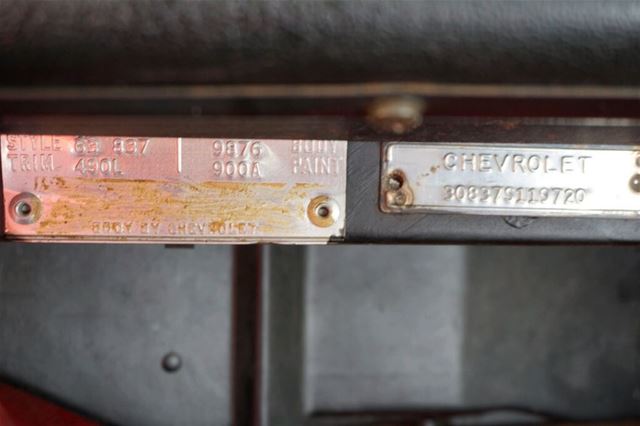 STYLE 63 837 9876 BODY
TRIM 490L 900A PAINT
BODY BY CHEVROLET
CHEVROLET
30837S119720